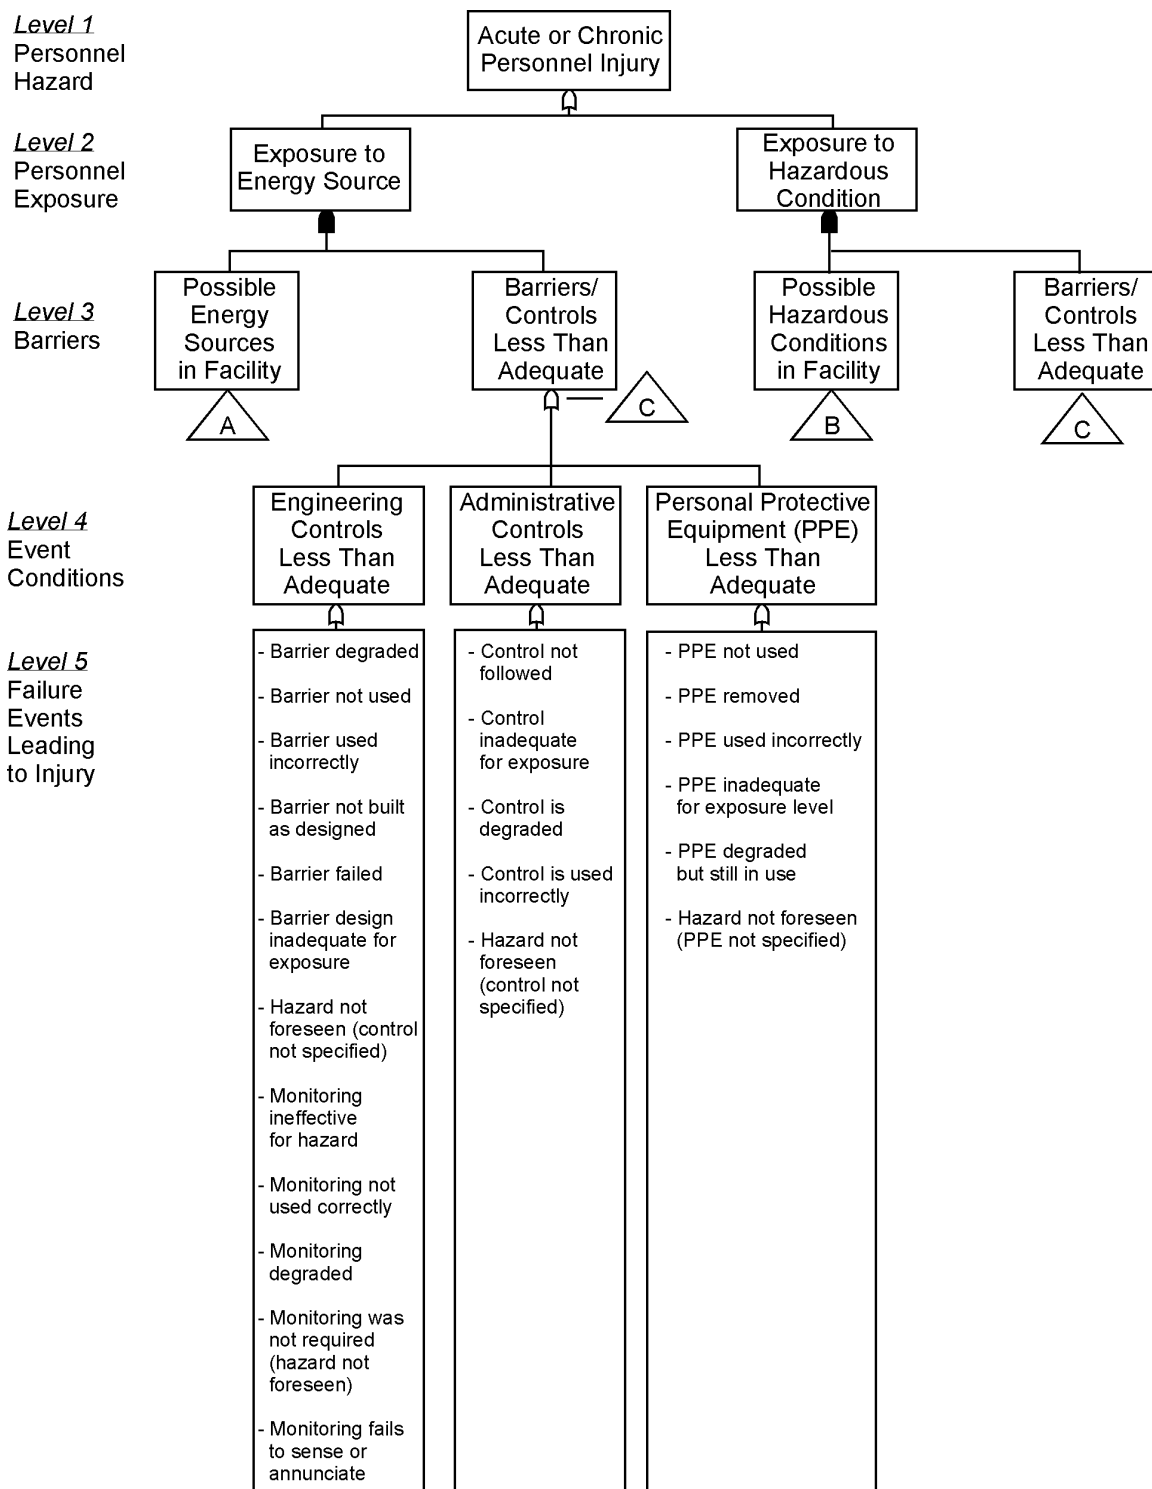 Level 1
Personnel
Hazard
Acute or Chronic
Personnel Injury
Level 2
Personnel
Exposure
Exposure to
Energy Source
Exposure to
Hazardous
Condition
Level 3
Barriers
Possible
Energy
Sources
in Facility
A
Barriers/
Controls
Less Than
Adequate
C
Possible
Hazardous
Conditions
in Facility
B
Barriers/
Controls
Less Than
Adequate
C
Level 4
Event
Conditions
Engineering
Controls
Less Than
Adequate
Administrative
Controls
Less Than
Adequate
Personal Protective
Equipment (PPE)
Less Than
Adequate
Level 5
Failure
Events
Leading
to Injury
- Barrier degraded
- Barrier not used
- Barrier used
incorrectly
- Barrier not built
as designed
- Barrier failed
- Barrier design
inadequate for
exposure
- Hazard not
foreseen (control
not specified)
- Monitoring
ineffective
for hazard
- Monitoring not
used correctly
- Monitoring
degraded
- Monitoring was
not required
(hazard not
foreseen)
- Monitoring fails
to sense or
annunciate
- Control not
followed
- Control
inadequate
for exposure
- Control is
degraded
- Control is used
incorrectly
- Hazard not
foreseen
(control not
specified)
- PPE not used
- PPE removed
- PPE used incorrectly
- PPE inadequate
for exposure level
- PPE degraded
but still in use
- Hazard not foreseen
(PPE not specified)